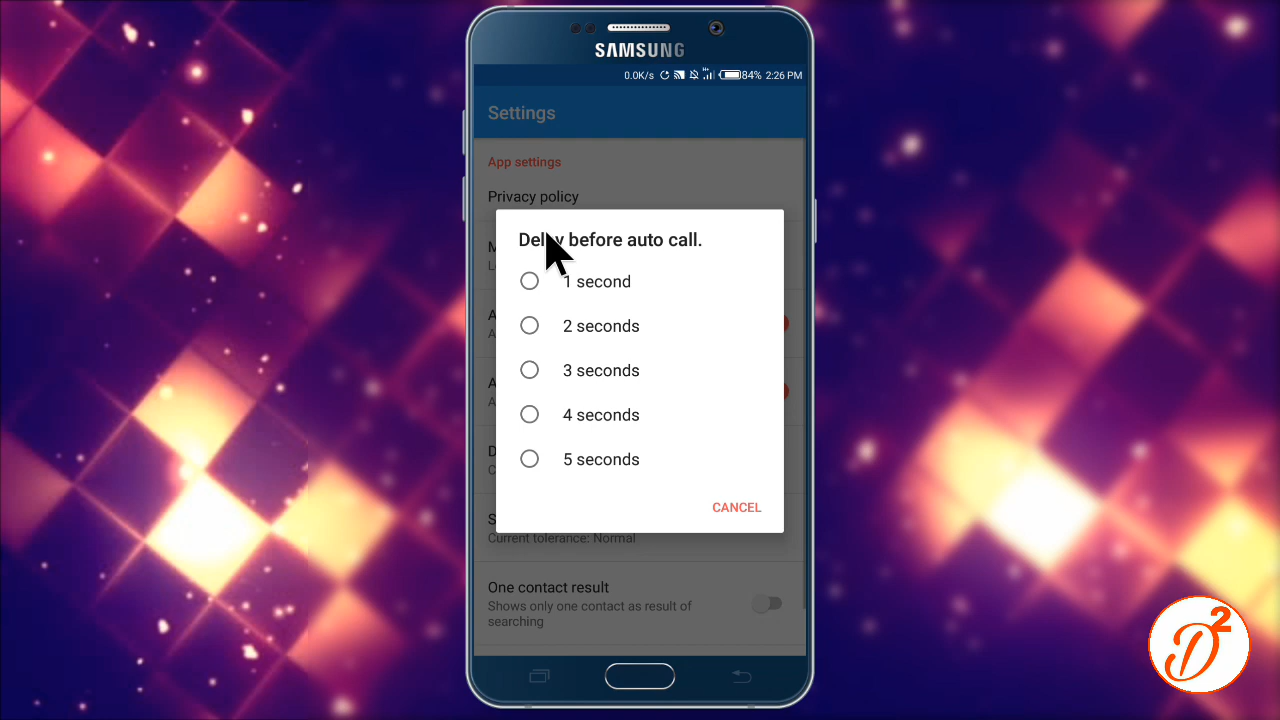 SAMSUNG
0.0K/s 84% 2:26 PM
Settings
App settings
Privacy policy
Delay before auto call.
1 second
2 seconds
3 seconds
4 seconds
5 seconds
CANCEL
Current tolerance: Normal
One contact result
Shows only one contact as result of
searching
D2